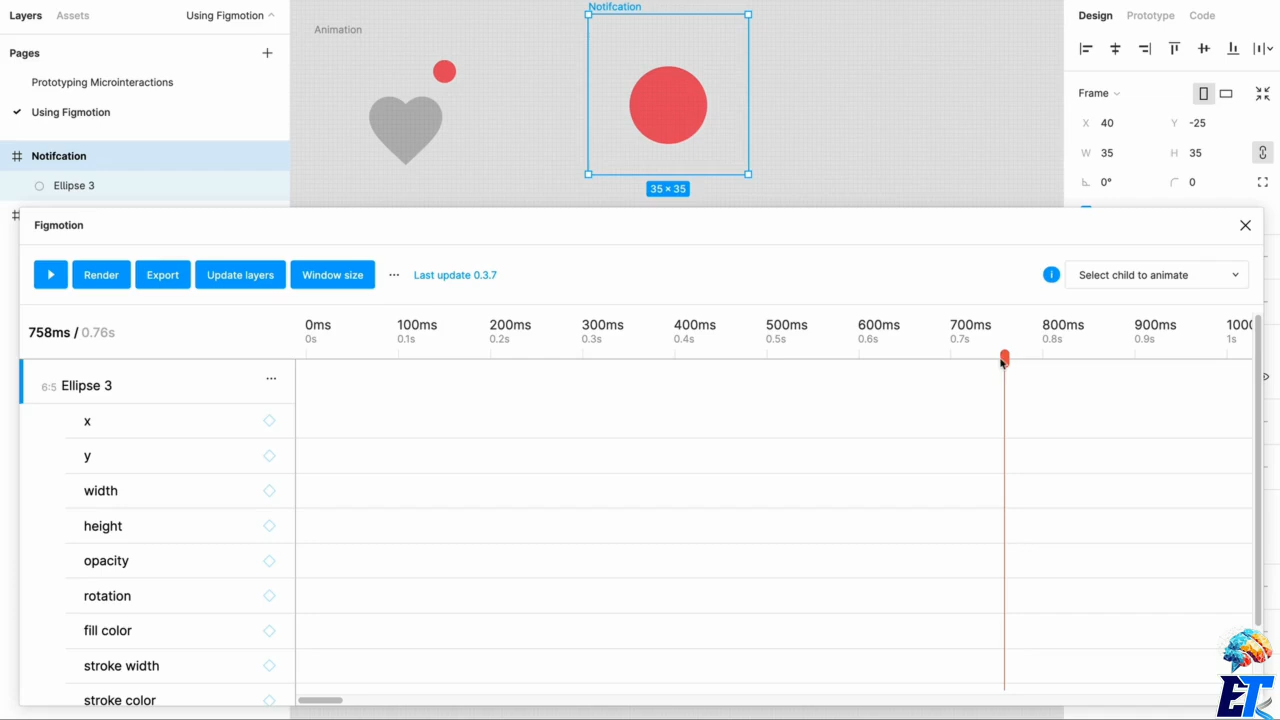 Layers
Assets
Using Figmotion
Pages
Prototyping Microinteractions
Using Figmotion
Notifcation
Ellipse 3
Animation
Notifcation
35 × 35
Design
Prototype
Code
Frame
X 40
Y -25
W 35
H 35
0°
0
Figmotion
Render
Export
Update layers
Window size
Last update 0.3.7
i
Select child to animate
758ms / 0.76s
0ms 100ms 200ms 300ms 400ms 500ms 600ms 700ms 800ms 900ms 1000
0s 0.1s 0.2s 0.3s 0.4s 0.5s 0.6s 0.7s 0.8s 0.9s 1s
6:5 Ellipse 3
x
y
width
height
opacity
rotation
fill color
stroke width
stroke color
ET